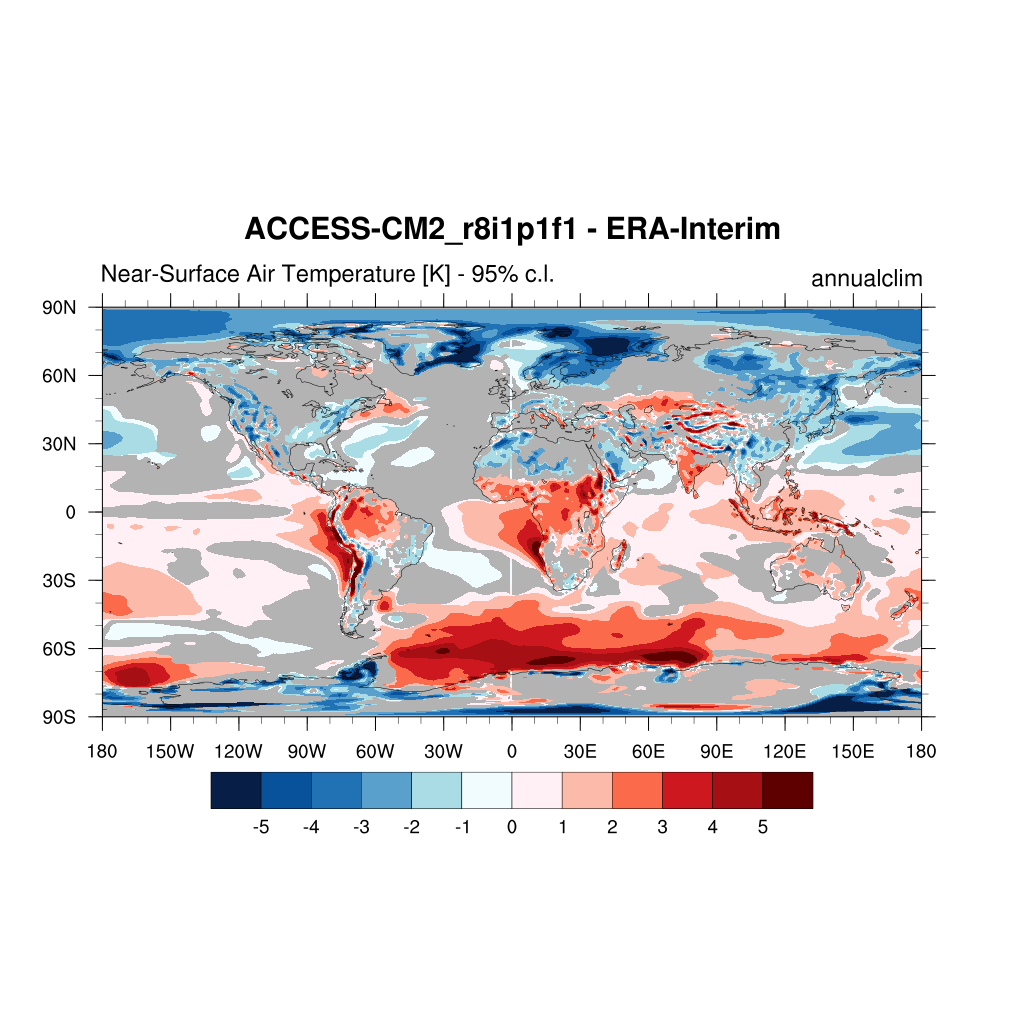 ACCESS-CM2_r8i1p1f1 - ERA-Interim
Near-Surface Air Temperature [K] - 95% c.l.
annualclim
90N
60N
30N
0
30S
60S
90S
180 150W 120W 90W 60W 30W 0 30E 60E 90E 120E 150E 180
-5 -4 -3 -2 -1 0 1 2 3 4 5